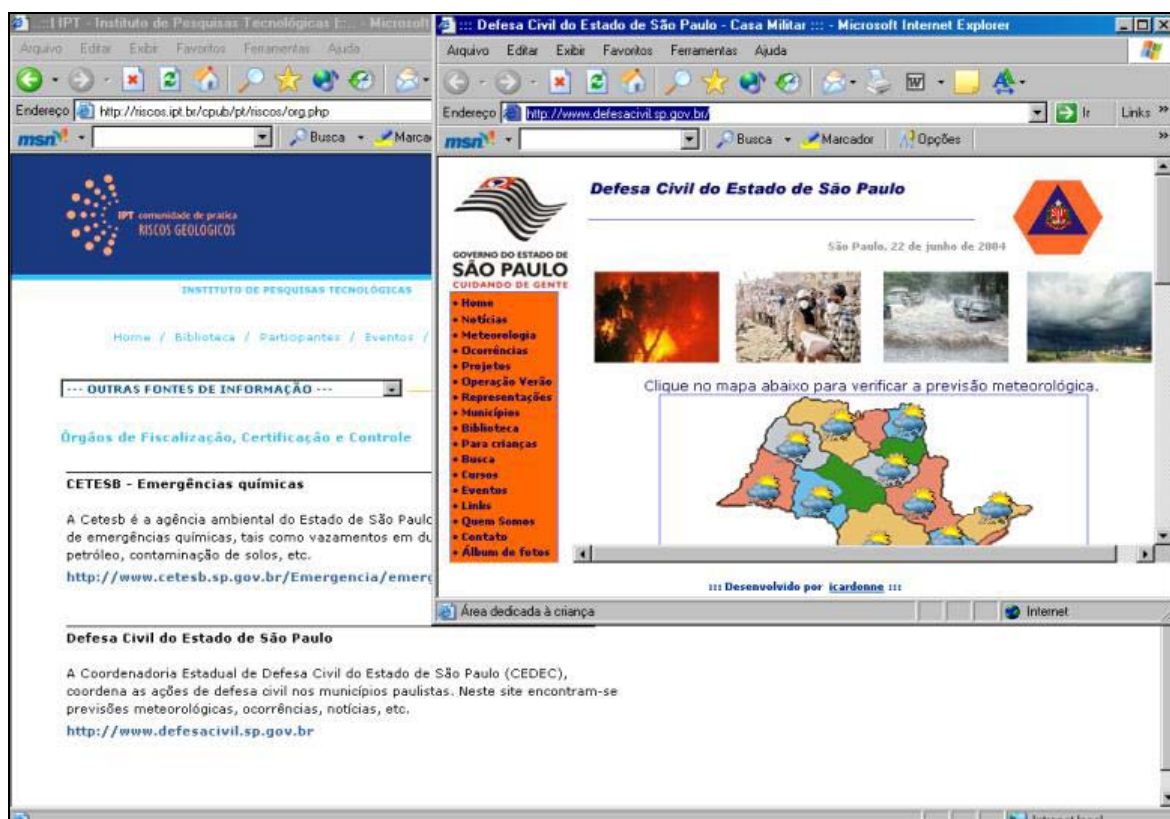 ...:: IPT - Instituto de Pesquisas Tecnológicas ::... - Microsoft
Arquivo Editar Exibir Favoritos Ferramentas Ajuda
Endereço http://riscos.ipt.br/cpub/pt/riscos/org.php
msn Busca Marca
IPT comunidade de pratica
RISCOS GEOLÓGICOS
INSTITUTO DE PESQUISAS TECNOLÓGICAS
Home / Biblioteca / Participantes / Eventos /
--- OUTRAS FONTES DE INFORMAÇÃO ---
Órgãos de Fiscalização, Certificação e Controle
CETESB - Emergências químicas
A Cetesb é a agência ambiental do Estado de São Paulo
de emergências químicas, tais como vazamentos em du
petróleo, contaminação de solos, etc.
http://www.cetesb.sp.gov.br/Emergencia/emerg
Defesa Civil do Estado de São Paulo
A Coordenadoria Estadual de Defesa Civil do Estado de São Paulo (CEDEC),
coordena as ações de defesa civil nos municípios paulistas. Neste site encontram-se
previsões meteorológicas, ocorrências, notícias, etc.
http://www.defesacivil.sp.gov.br
::: Defesa Civil do Estado de São Paulo - Casa Militar ::: - Microsoft Internet Explorer
Arquivo Editar Exibir Favoritos Ferramentas Ajuda
Endereço http://www.defesacivil.sp.gov.br/ Ir Links »
msn Busca Marcador Opções »
Defesa Civil do Estado de São Paulo
São Paulo, 22 de junho de 2004
GOVERNO DO ESTADO DE
SÃO PAULO
CUIDANDO DE GENTE
• Home
• Notícias
• Meteorologia
• Ocorrências
• Projetos
• Operação Verão
• Representações
• Municípios
• Biblioteca
• Para crianças
• Busca
• Cursos
• Eventos
• Links
• Quem Somos
• Contato
• Álbum de fotos
Clique no mapa abaixo para verificar a previsão meteorológica.
::: Desenvolvido por icardonne :::
Área dedicada à criança
Internet
Intranet local